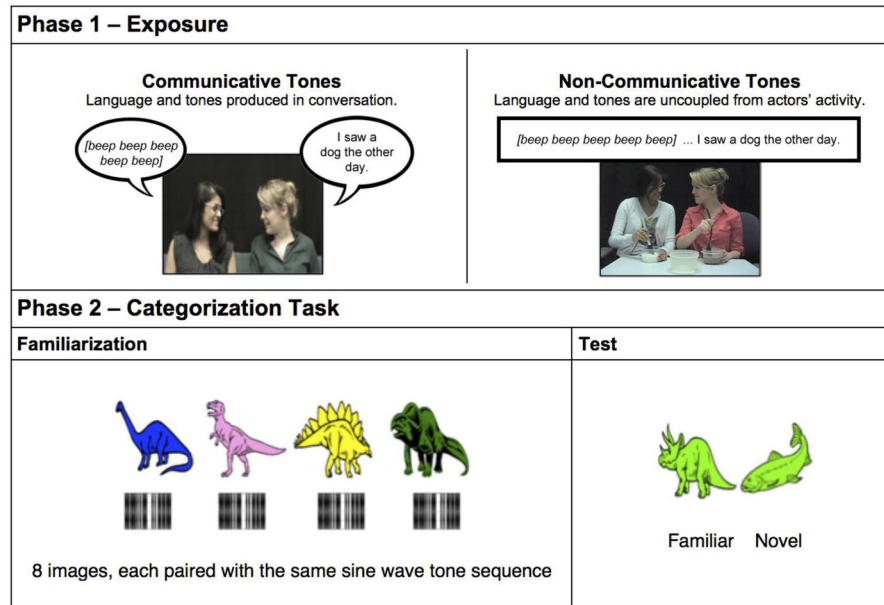 Phase 1 – Exposure
Communicative Tones
Language and tones produced in conversation.
[beep beep beep
beep beep]
I saw a
dog the other
day.
Non-Communicative Tones
Language and tones are uncoupled from actors' activity.
[beep beep beep beep beep] ... I saw a dog the other day.
Phase 2 – Categorization Task
Familiarization
Test
8 images, each paired with the same sine wave tone sequence
Familiar Novel